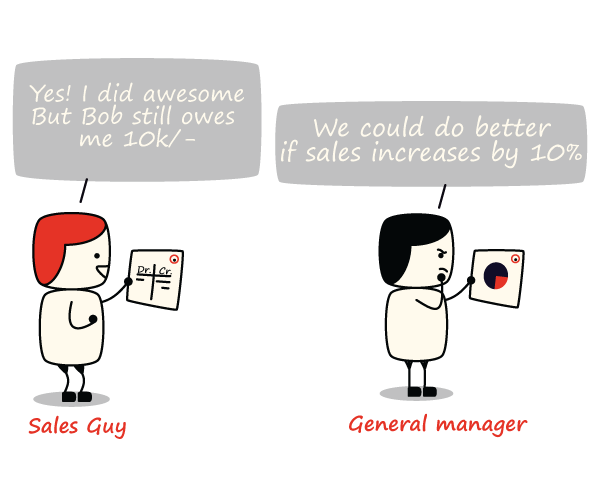 Yes! I did awesome
But Bob still owes
me 10k/-
We could do better
if sales increases by 10%
Dr. Cr.
Sales Guy
General manager